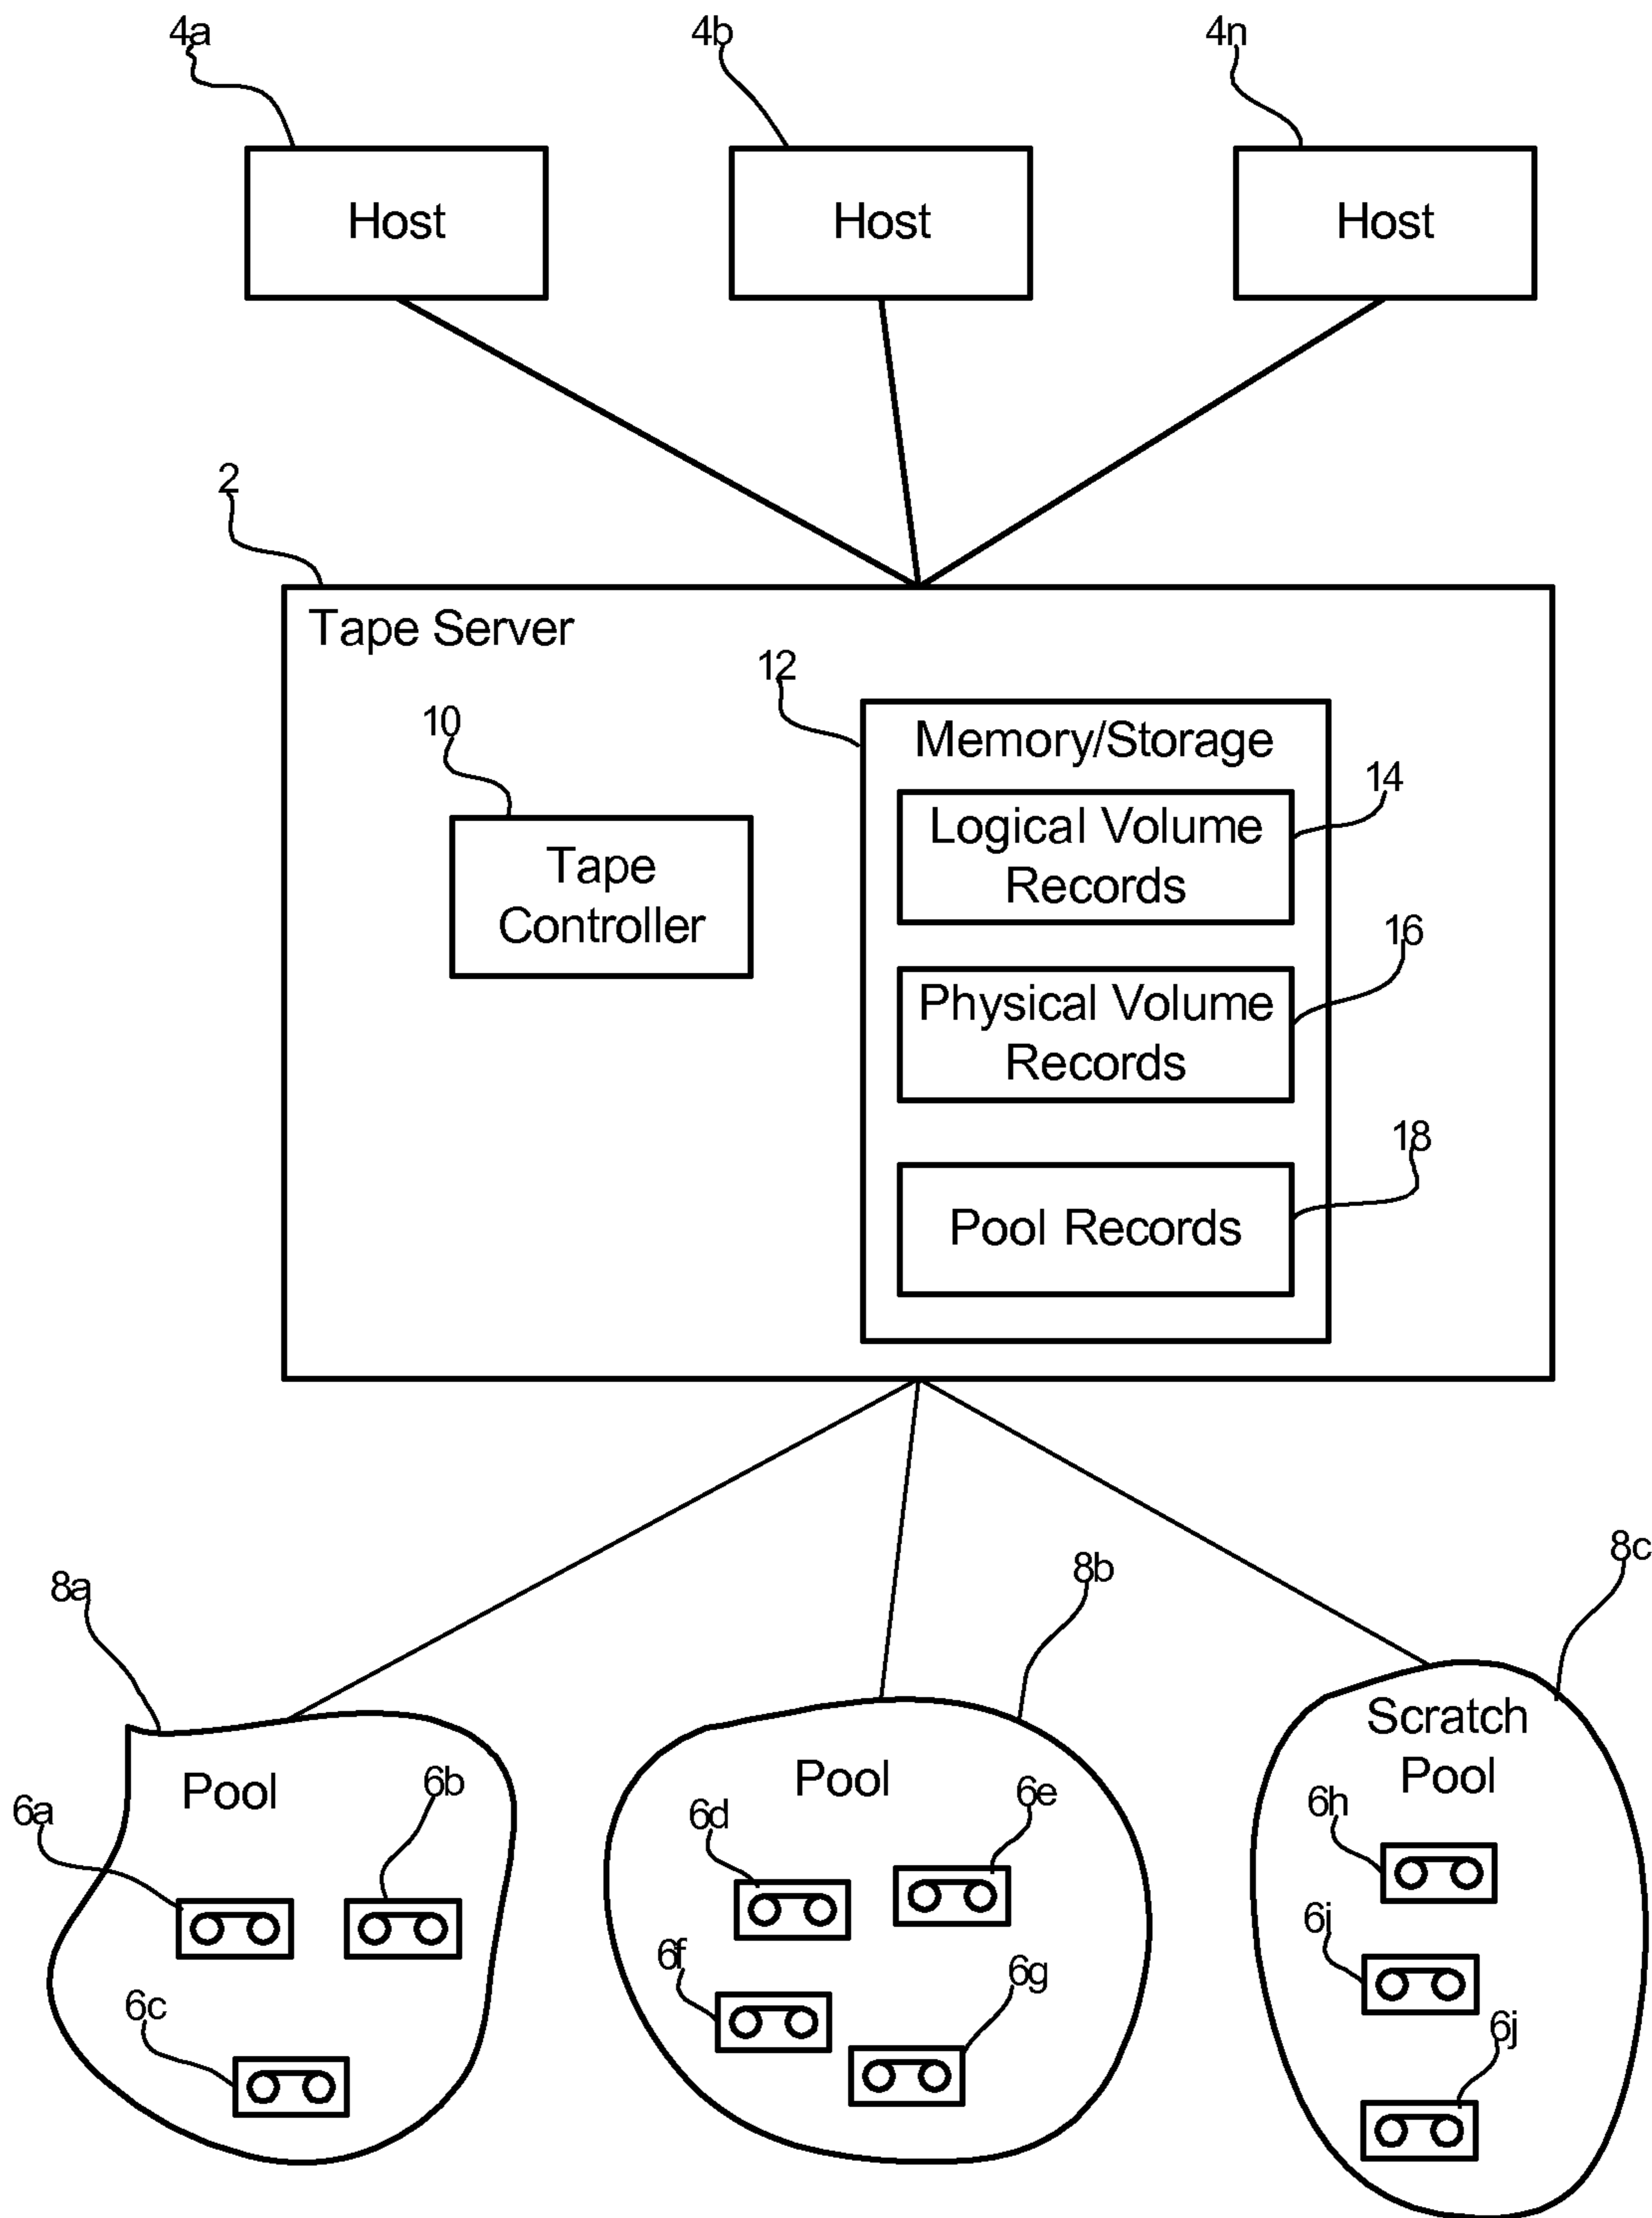 4a
4b
4n
Host
Host
Host
2
Tape Server
12
10
Memory/Storage
14
Logical Volume
Records
Tape
Controller
16
Physical Volume
Records
18
Pool Records
8a
8b
8c
Scratch
Pool
Pool
Pool
6a
6b
6c
6d
6e
6f
6g
6h
6i
6j